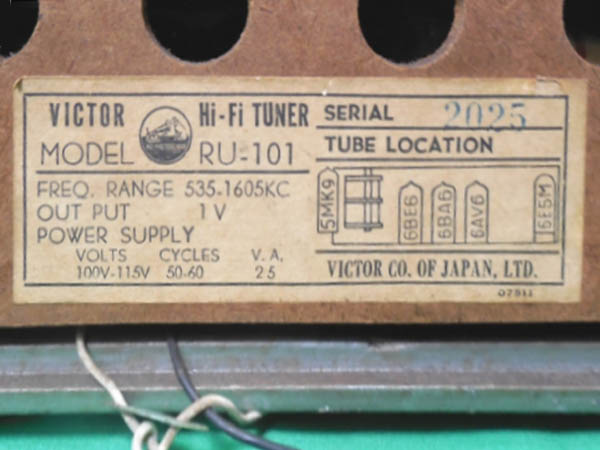 VICTOR Hi-Fi TUNER
MODEL RU-101
FREQ. RANGE 535-1605KC
OUT PUT 1 V
POWER SUPPLY
VOLTS CYCLES V. A.
100V-115V 50-60 25
SERIAL 2025
TUBE LOCATION
5MK9 6BE6 6BA6 6AV6 6E5M
VICTOR CO. OF JAPAN, LTD.